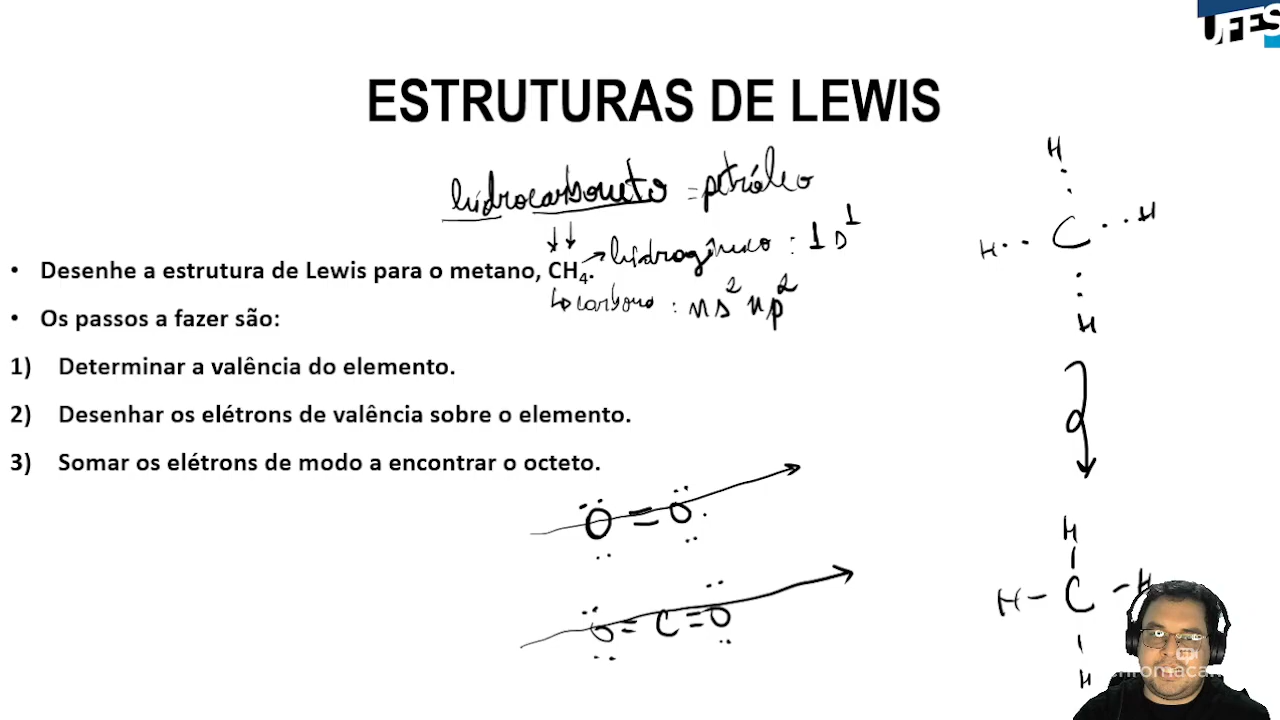 UFES
ESTRUTURAS DE LEWIS
hidrocarboneto = petróleo
hidrogênio : 1s¹
• Desenhe a estrutura de Lewis para o metano, CH₄.
carbono : ns² np²
• Os passos a fazer são:
1) Determinar a valência do elemento.
2) Desenhar os elétrons de valência sobre o elemento.
3) Somar os elétrons de modo a encontrar o octeto.
O = O
O = C = O
H
H ·· C ·· H
H
H
H – C – H
H